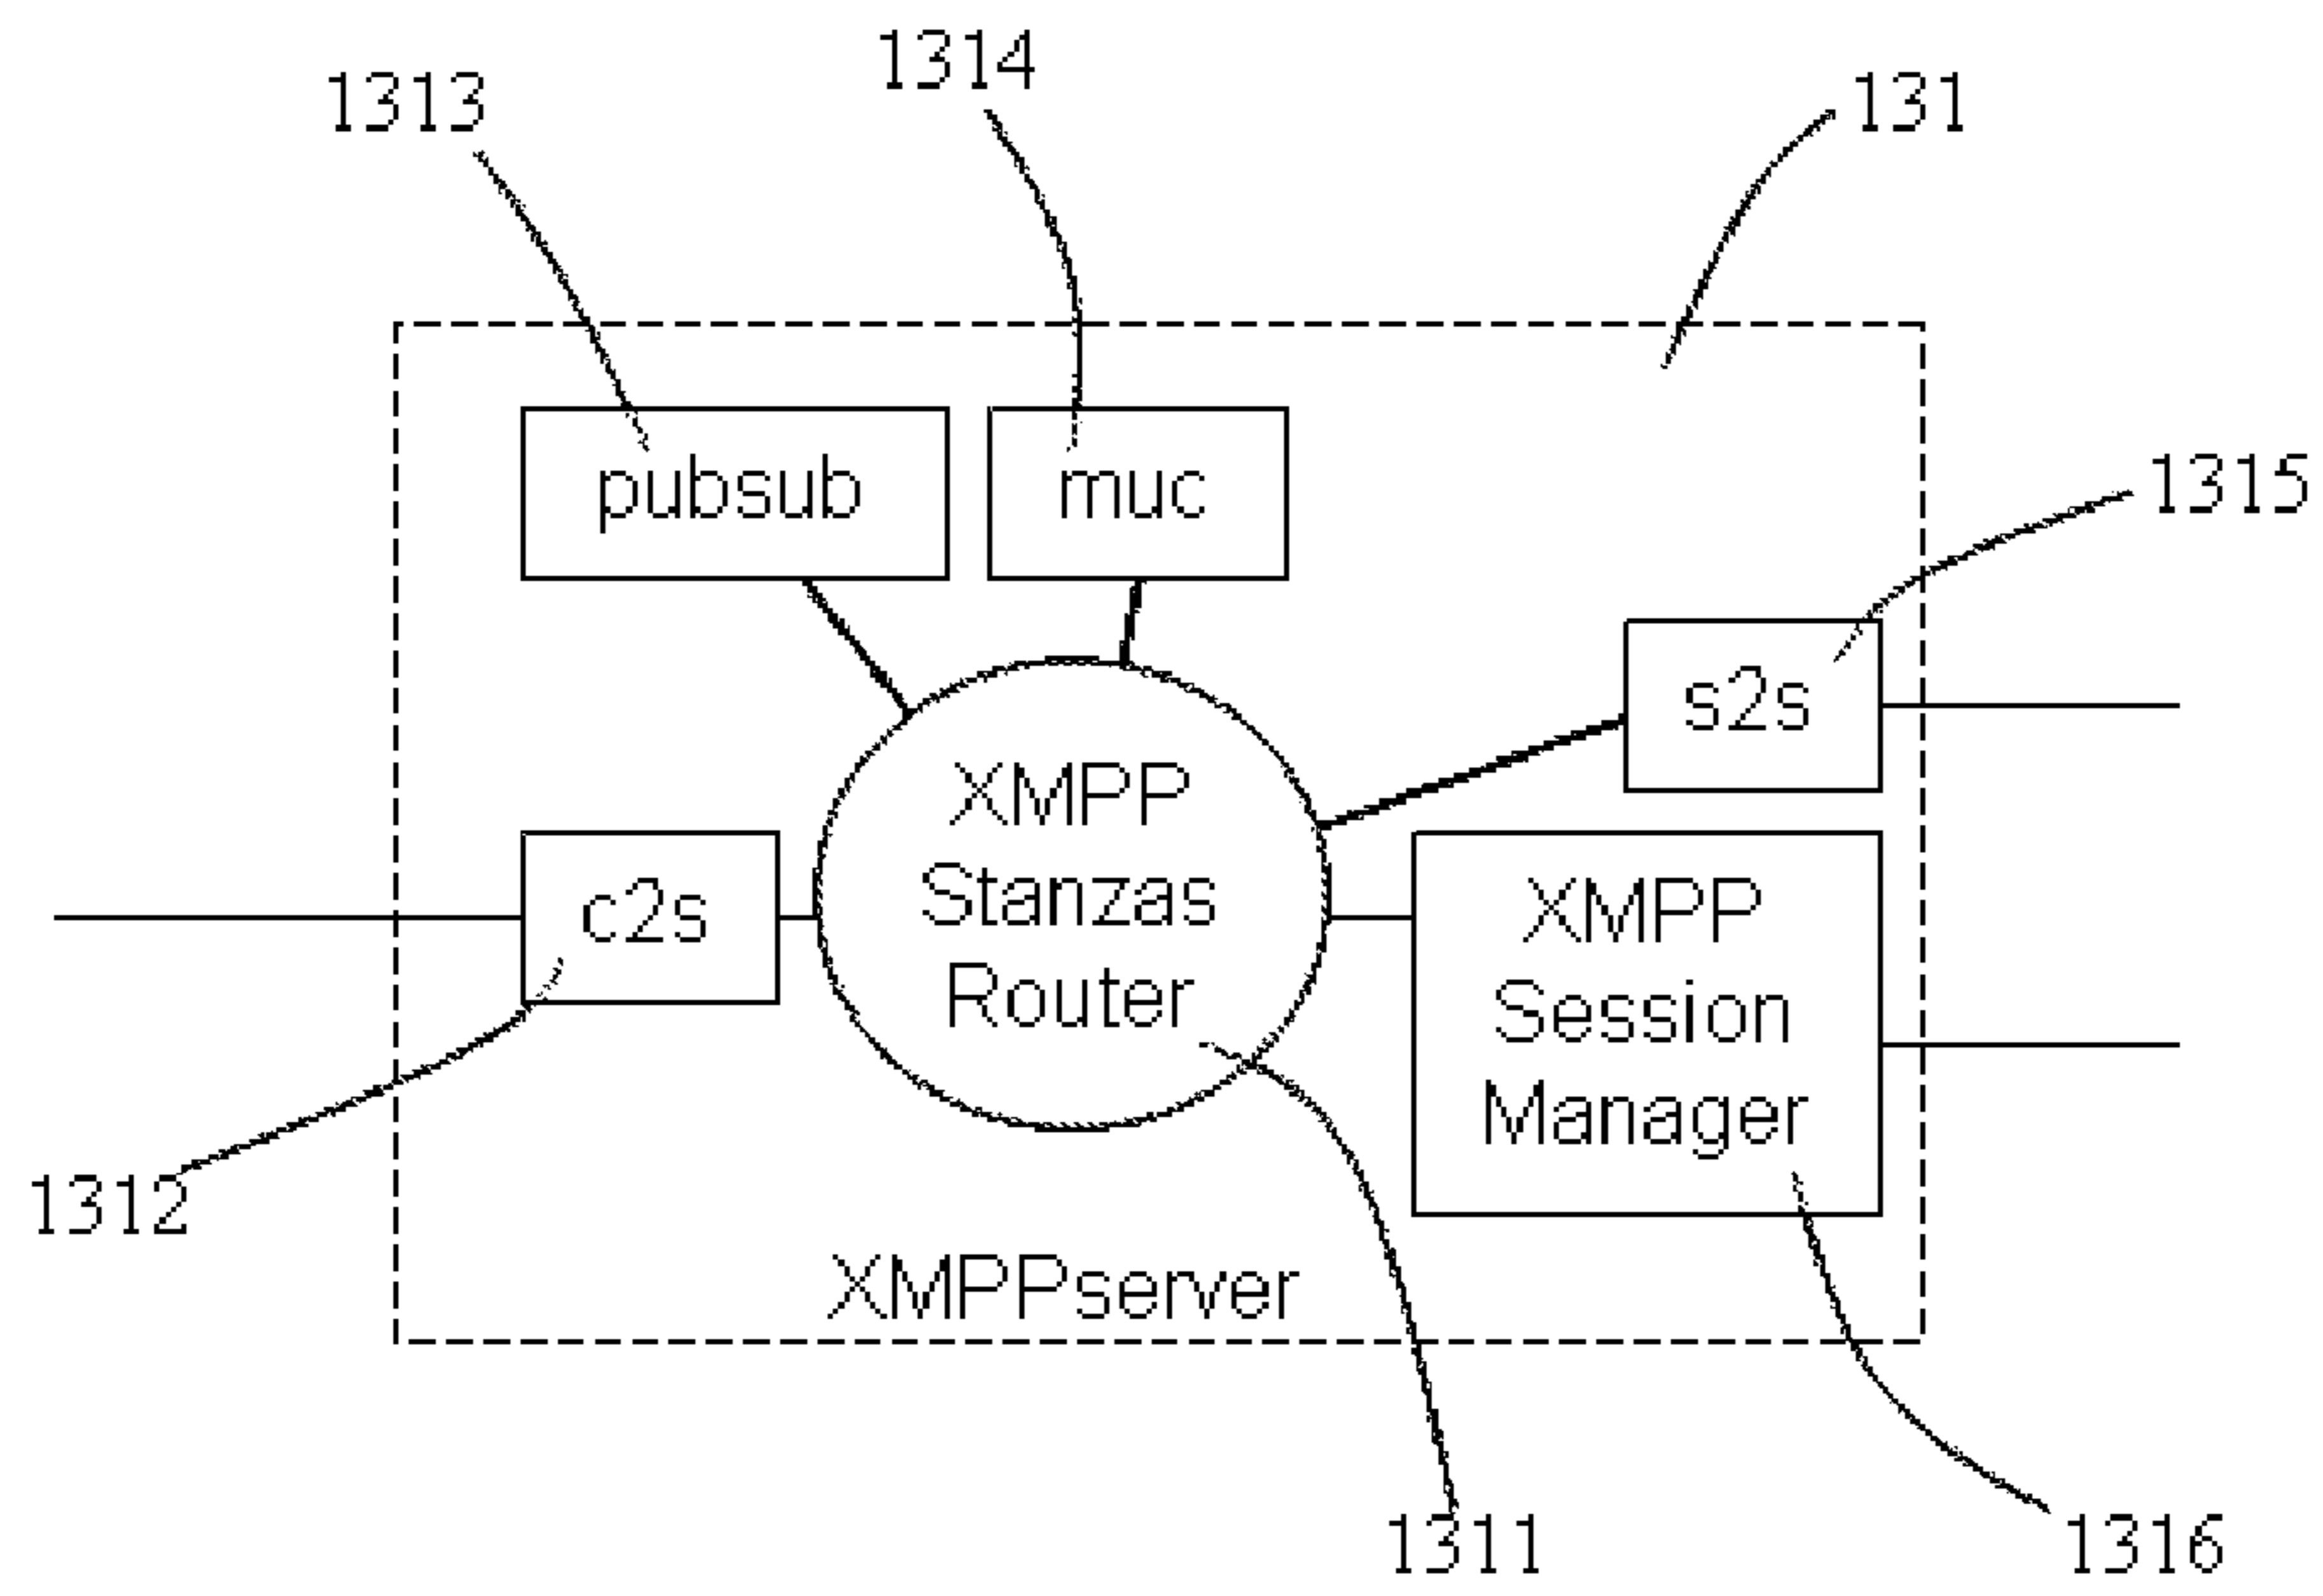 1314
1313
131
pubsub
muc
1315
s2s
XMPP
Stanzas
Router
c2s
XMPP
Session
Manager
1312
XMPPserver
1311
1316